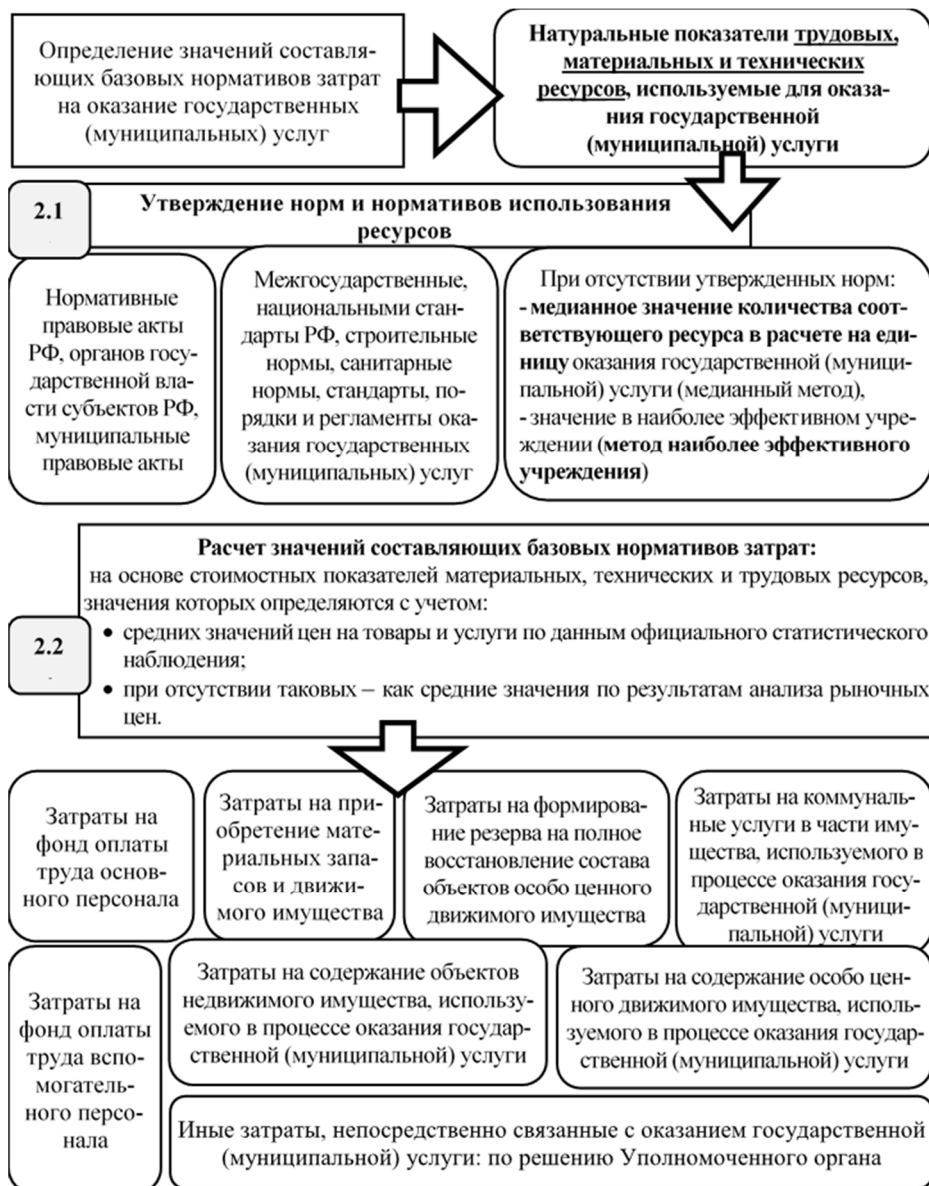 Определение значений составля-
ющих базовых нормативов затрат
на оказание государственных
(муниципальных) услуг
Натуральные показатели трудовых,
материальных и технических
ресурсов, используемые для оказа-
ния государственной
(муниципальной) услуги
2.1
Утверждение норм и нормативов использования
ресурсов
Нормативные
правовые акты
РФ, органов госу-
дарственной вла-
сти субъектов РФ,
муниципальные
правовые акты
Межгосударственные,
национальными стан-
дарты РФ, строительные
нормы, санитарные
нормы, стандарты, по-
рядки и регламенты ока-
зания государственных
(муниципальных) услуг
При отсутствии утвержденных норм:
- медианное значение количества соот-
ветствующего ресурса в расчете на еди-
ницу оказания государственной (муници-
пальной) услуги (медианный метод),
- значение в наиболее эффективном учре-
ждении (метод наиболее эффективного
учреждения)
Расчет значений составляющих базовых нормативов затрат:
на основе стоимостных показателей материальных, технических и трудовых ресурсов,
значения которых определяются с учетом:
2.2
• средних значений цен на товары и услуги по данным официального статистического
наблюдения;
• при отсутствии таковых – как средние значения по результатам анализа рыночных
цен.
Затраты на
фонд оплаты
труда основ-
ного персонала
Затраты на при-
обретение мате-
риальных запа-
сов и движи-
мого имущества
Затраты на формирова-
ние резерва на полное
восстановление состава
объектов особо ценного
движимого имущества
Затраты на коммуналь-
ные услуги в части иму-
щества, используемого в
процессе оказания госу-
дарственной (муници-
пальной) услуги
Затраты на
фонд оплаты
труда вспо-
могатель-
ного персо-
нала
Затраты на содержание объектов
недвижимого имущества, использу-
емого в процессе оказания государ-
ственной (муниципальной) услуги
Затраты на содержание особо цен-
ного движимого имущества, исполь-
зуемого в процессе оказания государ-
ственной (муниципальной) услуги
Иные затраты, непосредственно связанные с оказанием государственной
(муниципальной) услуги: по решению Уполномоченного органа